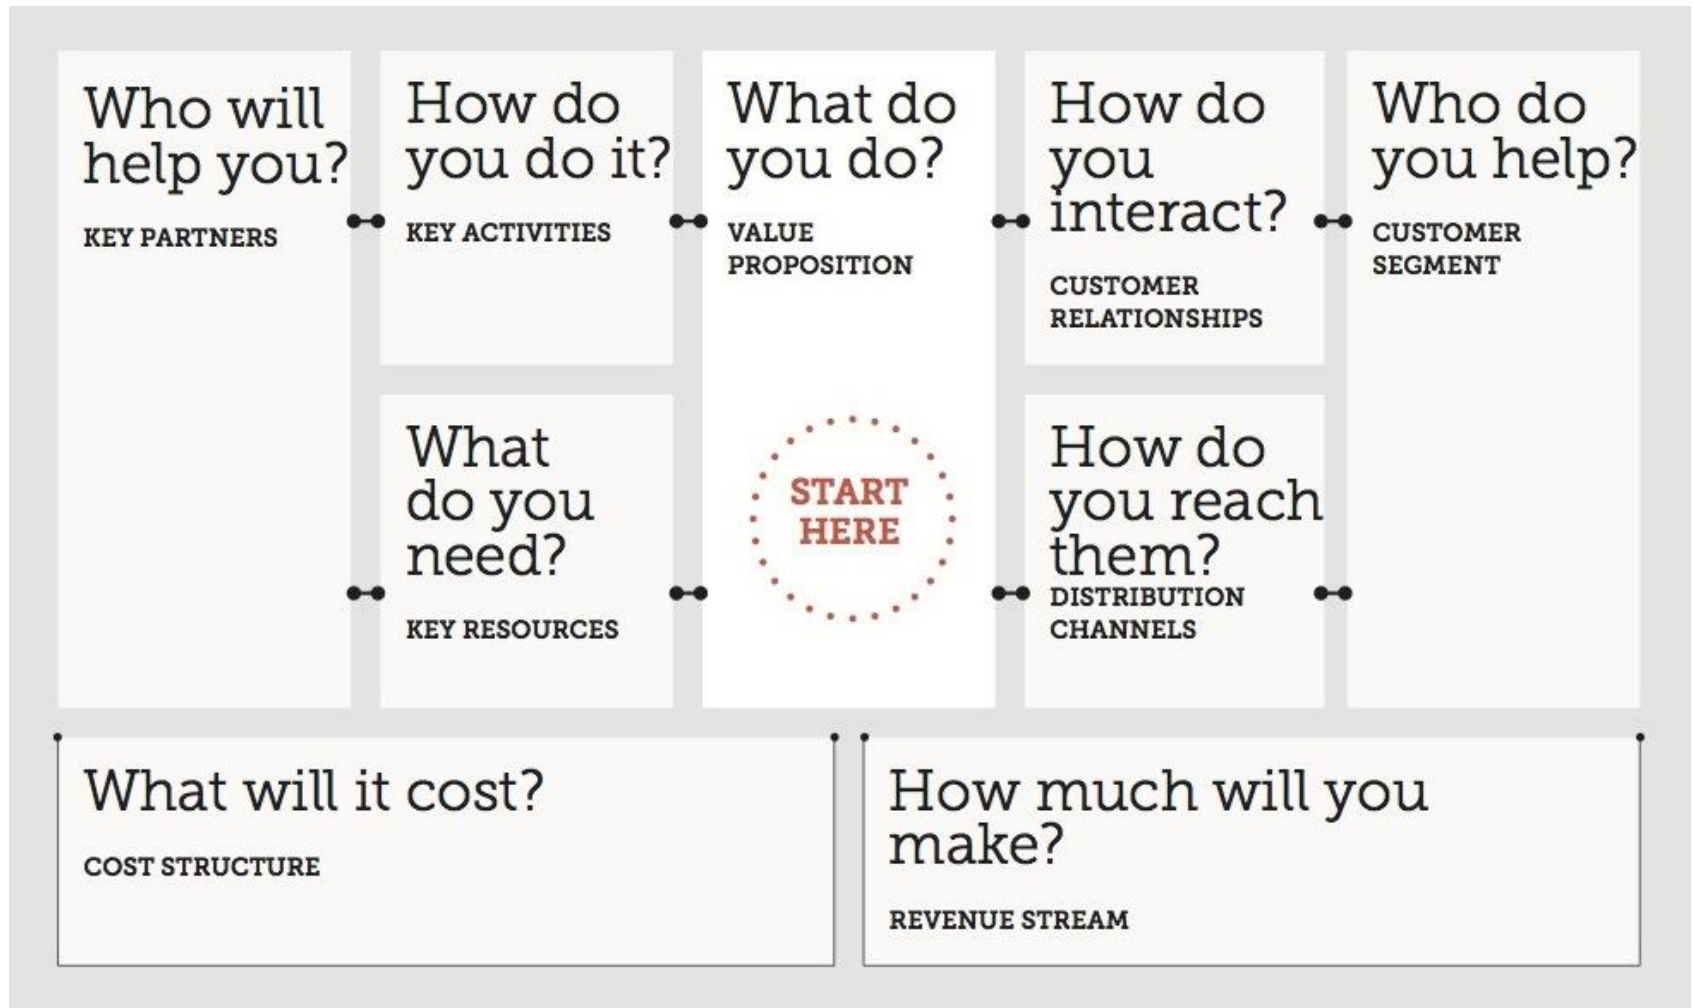 Who will
help you?
KEY PARTNERS
How do
you do it?
KEY ACTIVITIES
What
do you
need?
KEY RESOURCES
What do
you do?
VALUE
PROPOSITION
START
HERE
How do
you
interact?
CUSTOMER
RELATIONSHIPS
How do
you reach
them?
DISTRIBUTION
CHANNELS
Who do
you help?
CUSTOMER
SEGMENT
What will it cost?
COST STRUCTURE
How much will you
make?
REVENUE STREAM